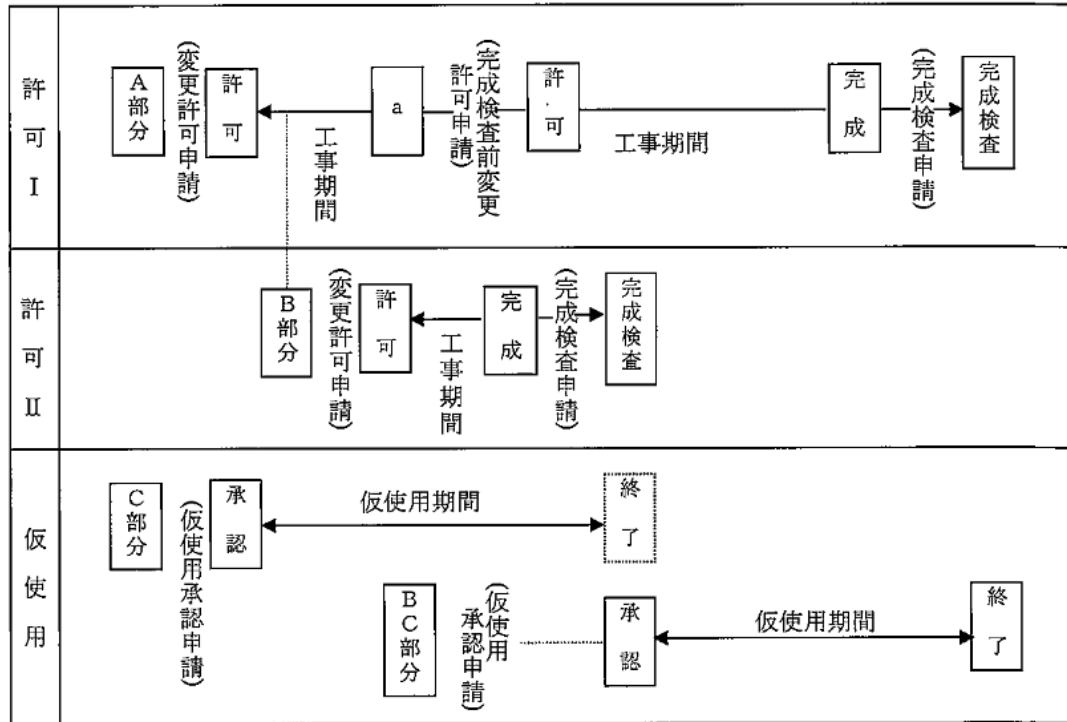 許可Ⅰ
A部分
(変更許可申請)
許可
工事期間
a
(完成検査前変更
許可申請)
許・可
工事期間
完成
(完成検査申請)
完成検査
許可Ⅱ
B部分
(変更許可申請)
許可
工事期間
完成
(完成検査申請)
完成検査
仮使用
C部分
(仮使用承認申請)
承認
仮使用期間
終了
BC部分
(仮使用
承認申請)
承認
仮使用期間
終了